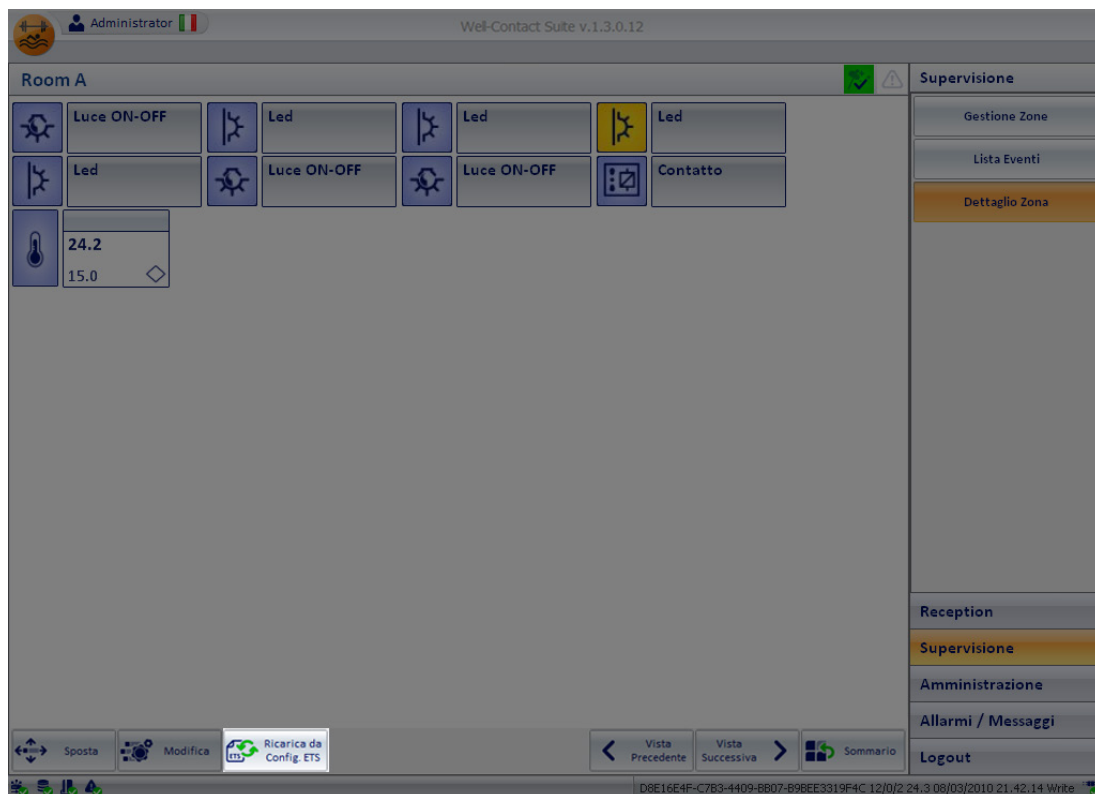 Administrator
Well-Contact Suite v.1.3.0.12
Room A
Supervisione
Luce ON-OFF
Led
Led
Led
Led
Luce ON-OFF
Luce ON-OFF
Contatto
24.2
15.0
Gestione Zone
Lista Eventi
Dettaglio Zona
Reception
Supervisione
Amministrazione
Allarmi / Messaggi
Logout
Sposta
Modifica
Ricarica da
Config. ETS
Vista
Precedente
Vista
Successiva
Sommario
D8E16E4F-C7B3-4409-BB07-B9BEE3319F4C 12/0/2 24.3 08/03/2010 21.42.14 Write